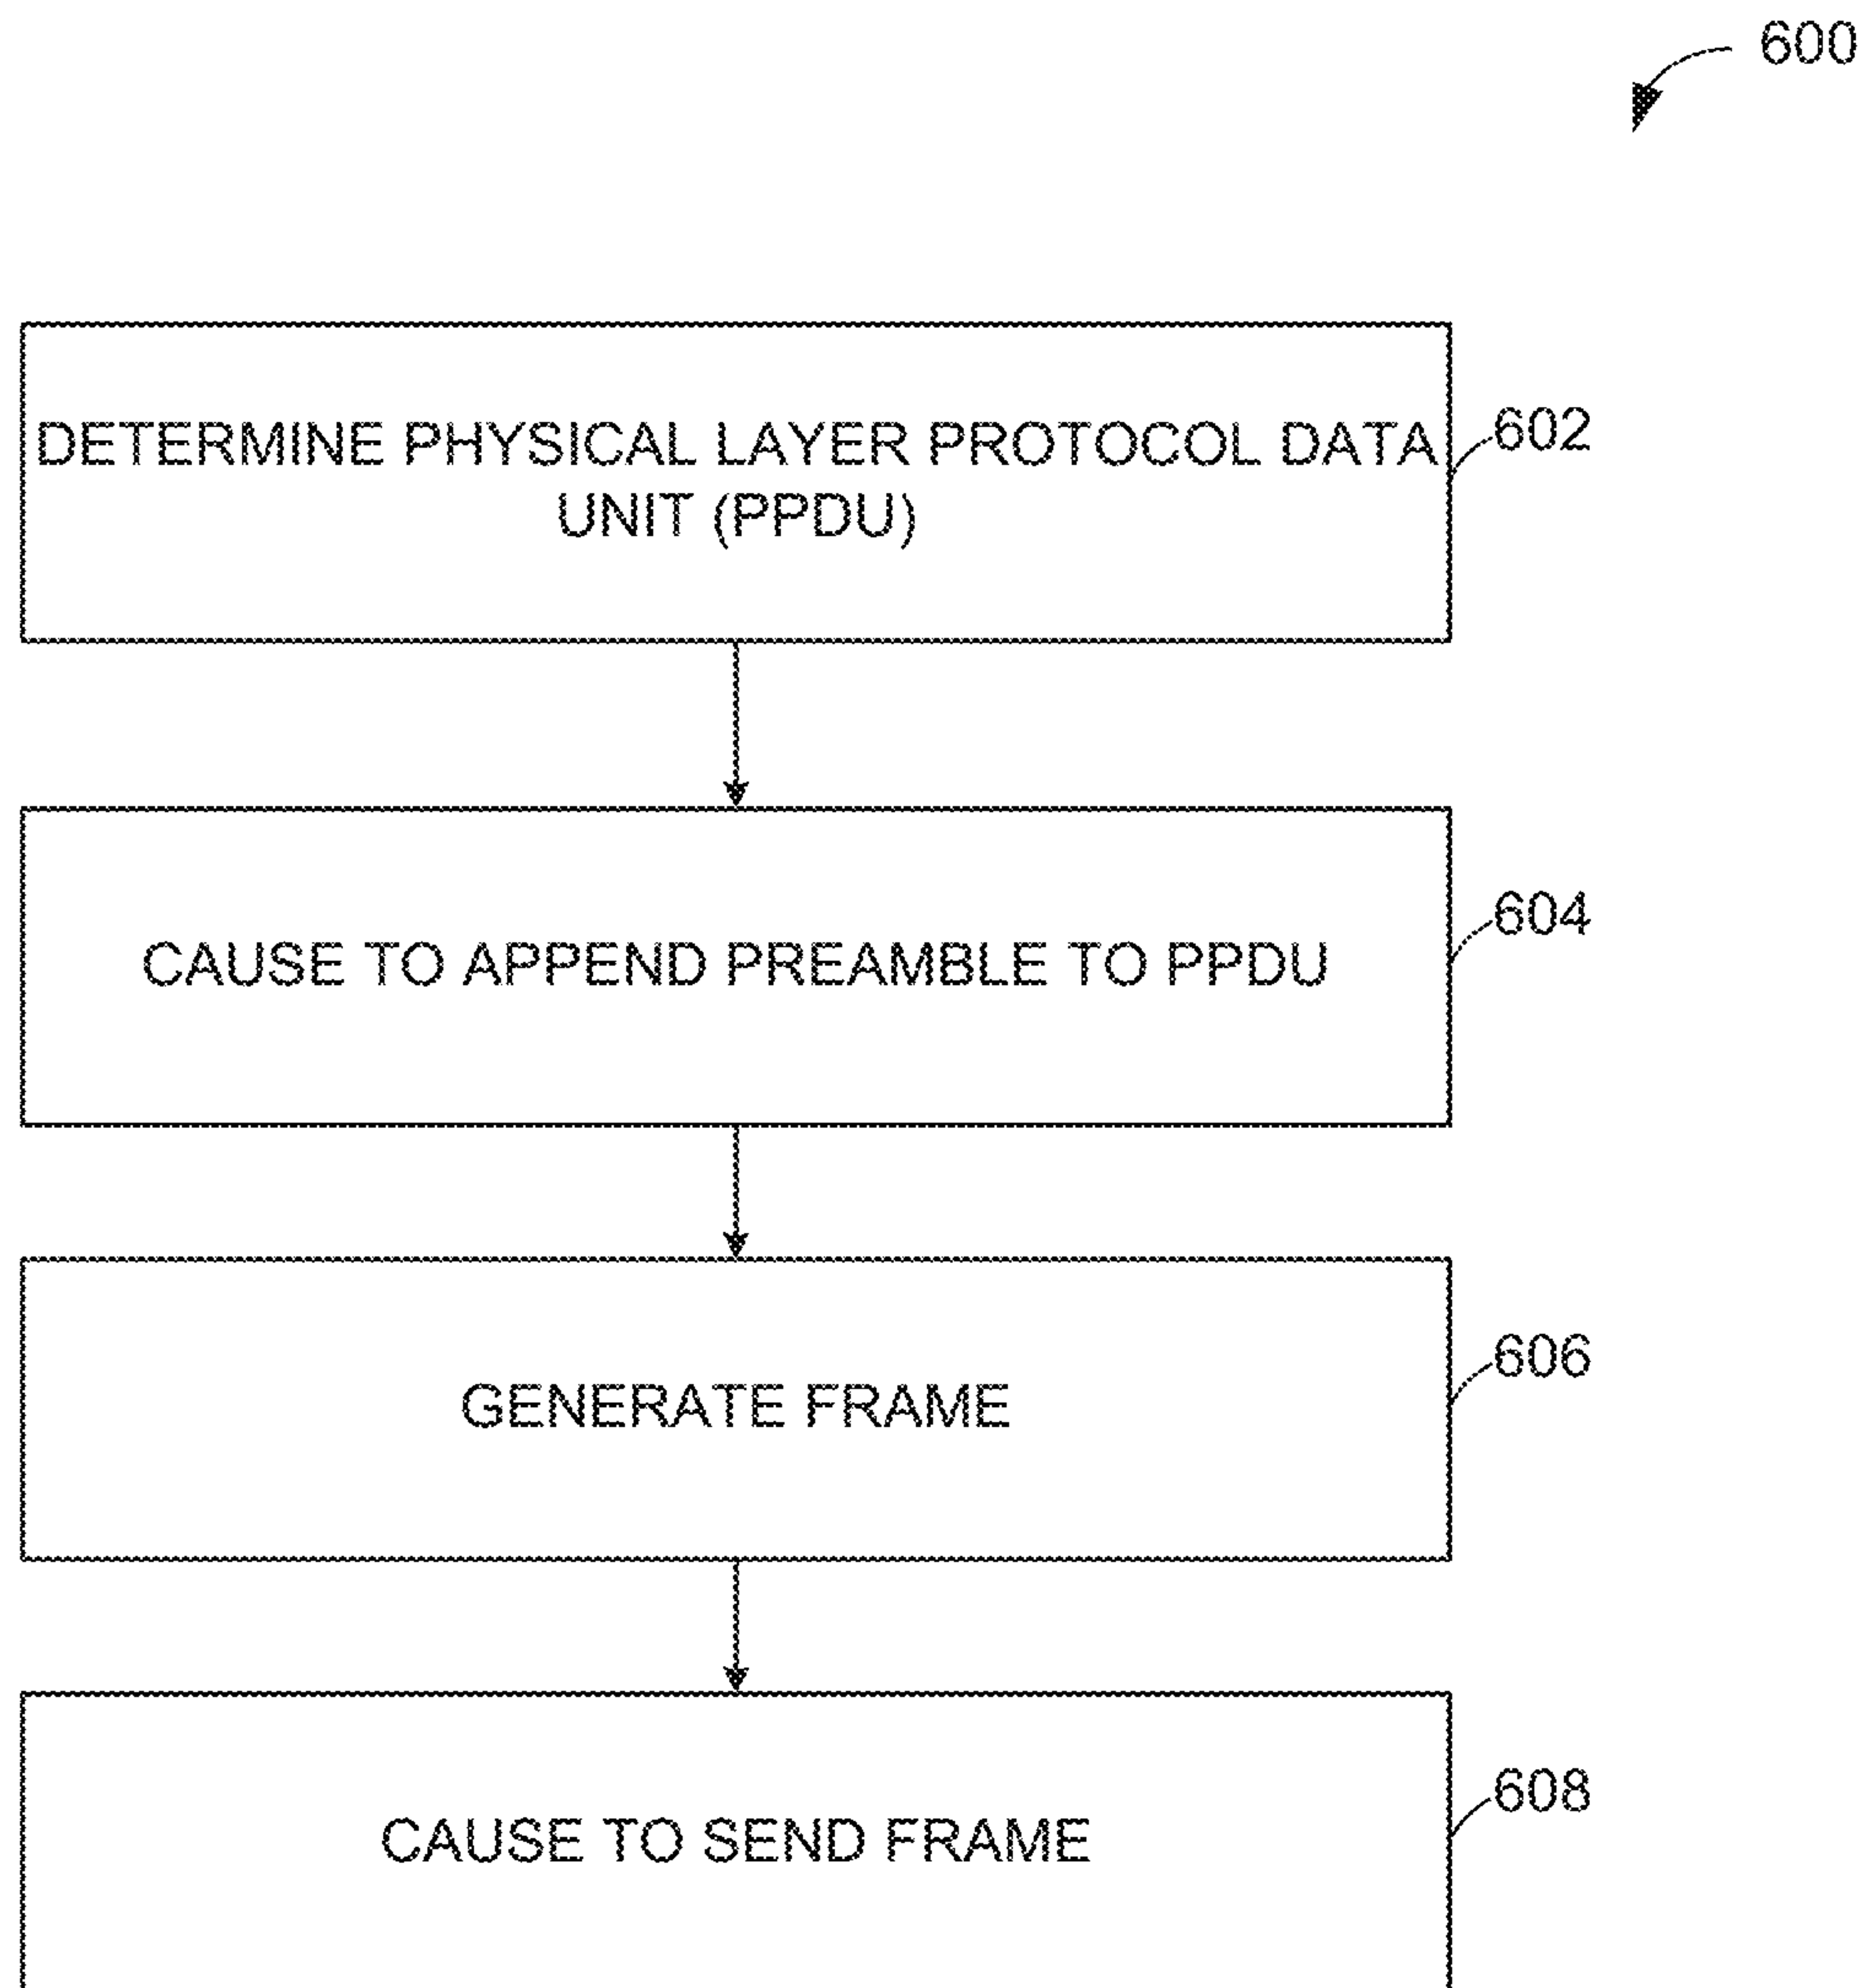 600
DETERMINE PHYSICAL LAYER PROTOCOL DATA
UNIT (PPDU)
602
CAUSE TO APPEND PREAMBLE TO PPDU
604
GENERATE FRAME
606
CAUSE TO SEND FRAME
608